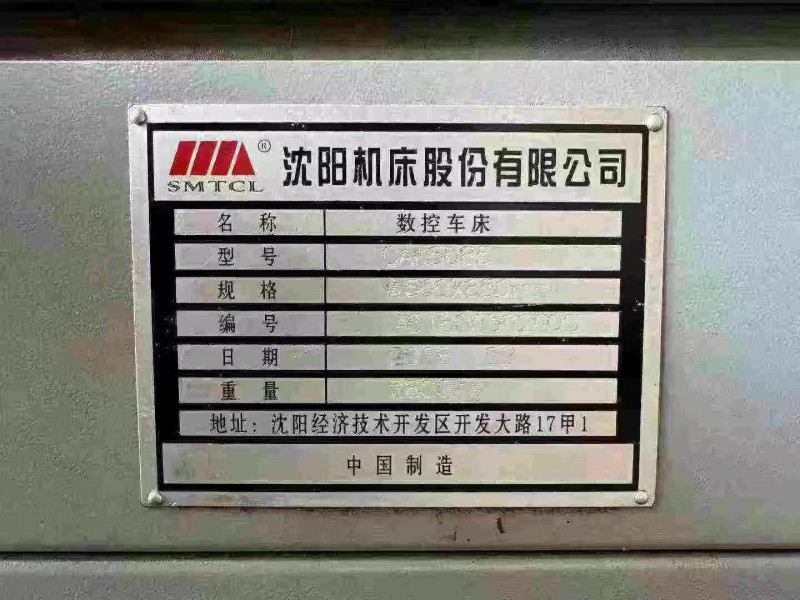 SMTCL ® 沈阳机床股份有限公司
名称 数控车床
型号
规格
编号
日期
重量
地址：沈阳经济技术开发区开发大路17甲1
中国制造